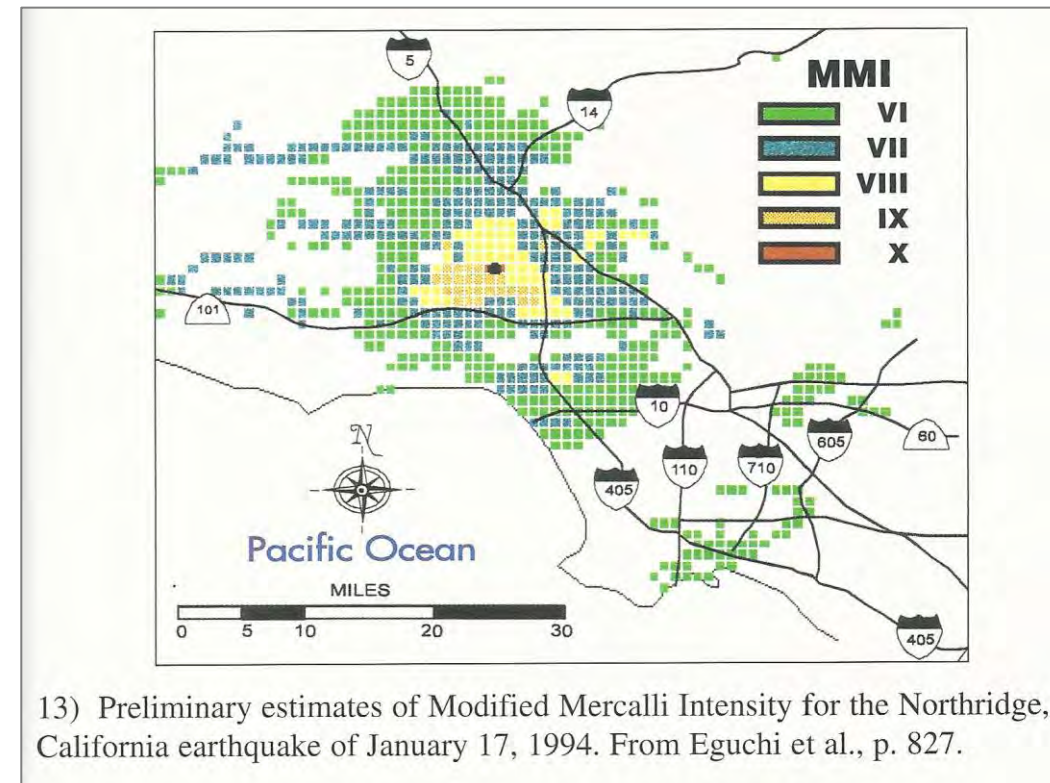 5
14
MMI
VI
VII
VIII
IX
X
101
10
605
60
110
710
405
N
Pacific Ocean
MILES
0 5 10 20 30
405
13) Preliminary estimates of Modified Mercalli Intensity for the Northridge,
California earthquake of January 17, 1994. From Eguchi et al., p. 827.